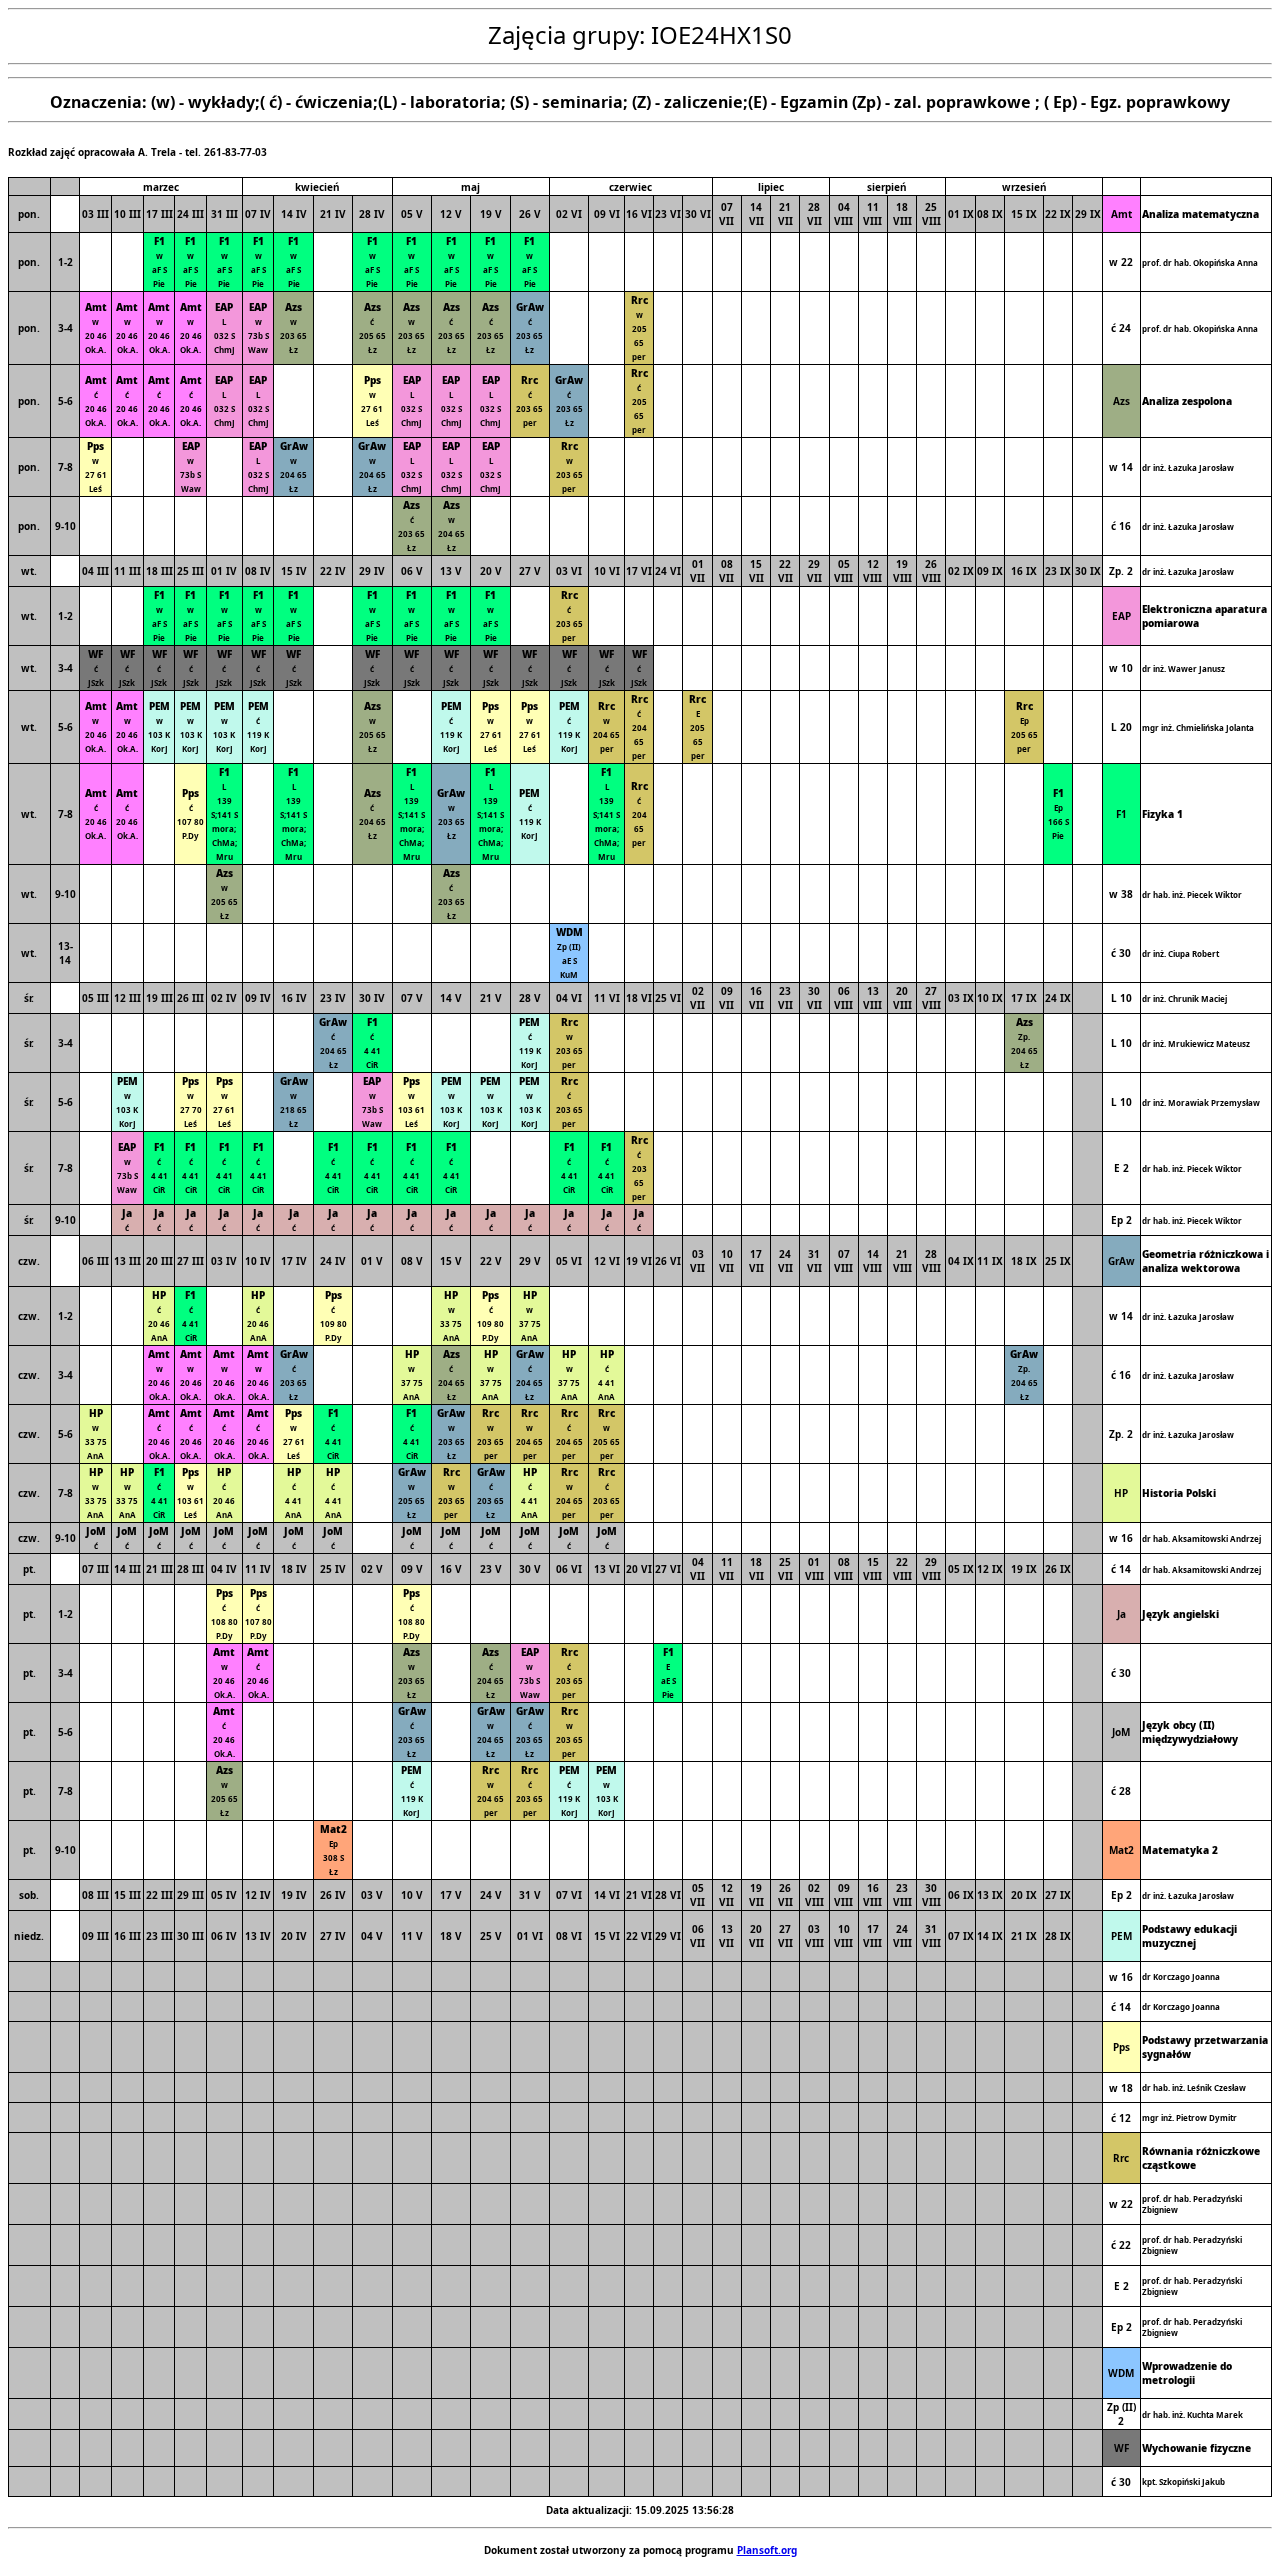 Zajęcia grupy: IOE24HX1S0
Oznaczenia: (w) - wykłady;( ć) - ćwiczenia;(L) - laboratoria; (S) - seminaria; (Z) - zaliczenie;(E) - Egzamin (Zp) - zal. poprawkowe ; ( Ep) - Egz. poprawkowy
Rozkład zajęć opracowała A. Trela - tel. 261-83-77-03
marzec kwiecień maj czerwiec lipiec sierpień wrzesień
pon. 03 III 10 III 17 III 24 III 31 III 07 IV 14 IV 21 IV 28 IV 05 V 12 V 19 V 26 V 02 VI 09 VI 16 VI 23 VI 30 VI 07 VII 14 VII 21 VII 28 VII 04 VIII 11 VIII 18 VIII 25 VIII 01 IX 08 IX 15 IX 22 IX 29 IX Amt Analiza matematyczna
pon. 1-2 F1 w aF S Pie F1 w aF S Pie F1 w aF S Pie F1 w aF S Pie F1 w aF S Pie F1 w aF S Pie F1 w aF S Pie F1 w aF S Pie F1 w aF S Pie F1 w aF S Pie w 22 prof. dr hab. Okopińska Anna
pon. 3-4 Amt w 20 46 Ok.A. Amt w 20 46 Ok.A. Amt w 20 46 Ok.A. Amt w 20 46 Ok.A. EAP L 032 S ChmJ EAP w 73b S Waw Azs w 203 65 Łz Azs ć 205 65 Łz Azs w 203 65 Łz Azs ć 203 65 Łz Azs ć 203 65 Łz GrAw ć 203 65 Łz Rrc w 205 65 per ć 24 prof. dr hab. Okopińska Anna
pon. 5-6 Amt ć 20 46 Ok.A. Amt ć 20 46 Ok.A. Amt ć 20 46 Ok.A. Amt ć 20 46 Ok.A. EAP L 032 S ChmJ EAP L 032 S ChmJ Pps w 27 61 Leś EAP L 032 S ChmJ EAP L 032 S ChmJ EAP L 032 S ChmJ Rrc ć 203 65 per GrAw ć 203 65 Łz Rrc ć 205 65 per Azs Analiza zespolona
pon. 7-8 Pps w 27 61 Leś EAP w 73b S Waw EAP L 032 S ChmJ GrAw w 204 65 Łz GrAw w 204 65 Łz EAP L 032 S ChmJ EAP L 032 S ChmJ EAP L 032 S ChmJ Rrc w 203 65 per w 14 dr inż. Łazuka Jarosław
pon. 9-10 Azs ć 203 65 Łz Azs w 204 65 Łz ć 16 dr inż. Łazuka Jarosław
wt. 04 III 11 III 18 III 25 III 01 IV 08 IV 15 IV 22 IV 29 IV 06 V 13 V 20 V 27 V 03 VI 10 VI 17 VI 24 VI 01 VII 08 VII 15 VII 22 VII 29 VII 05 VIII 12 VIII 19 VIII 26 VIII 02 IX 09 IX 16 IX 23 IX 30 IX Zp. 2 dr inż. Łazuka Jarosław
wt. 1-2 F1 w aF S Pie F1 w aF S Pie F1 w aF S Pie F1 w aF S Pie F1 w aF S Pie F1 w aF S Pie F1 w aF S Pie F1 w aF S Pie F1 w aF S Pie Rrc ć 203 65 per EAP Elektroniczna aparatura pomiarowa
wt. 3-4 WF ć JSzk WF ć JSzk WF ć JSzk WF ć JSzk WF ć JSzk WF ć JSzk WF ć JSzk WF ć JSzk WF ć JSzk WF ć JSzk WF ć JSzk WF ć JSzk WF ć JSzk WF ć JSzk WF ć JSzk w 10 dr inż. Wawer Janusz
wt. 5-6 Amt w 20 46 Ok.A. Amt w 20 46 Ok.A. PEM w 103 K KorJ PEM w 103 K KorJ PEM w 103 K KorJ PEM ć 119 K KorJ Azs w 205 65 Łz PEM ć 119 K KorJ Pps w 27 61 Leś Pps w 27 61 Leś PEM ć 119 K KorJ Rrc w 204 65 per Rrc ć 204 65 per Rrc E 205 65 per Rrc Ep 205 65 per L 20 mgr inż. Chmielińska Jolanta
wt. 7-8 Amt ć 20 46 Ok.A. Amt ć 20 46 Ok.A. Pps ć 107 80 P.Dy F1 L 139 S;141 S mora; ChMa; Mru F1 L 139 S;141 S mora; ChMa; Mru Azs ć 204 65 Łz F1 L 139 S;141 S mora; ChMa; Mru GrAw w 203 65 Łz F1 L 139 S;141 S mora; ChMa; Mru PEM ć 119 K KorJ F1 L 139 S;141 S mora; ChMa; Mru Rrc ć 204 65 per F1 Ep 166 S Pie F1 Fizyka 1
wt. 9-10 Azs w 205 65 Łz Azs ć 203 65 Łz w 38 dr hab. inż. Piecek Wiktor
wt. 13-14 WDM Zp (II) aE S KuM ć 30 dr inż. Ciupa Robert
śr. 05 III 12 III 19 III 26 III 02 IV 09 IV 16 IV 23 IV 30 IV 07 V 14 V 21 V 28 V 04 VI 11 VI 18 VI 25 VI 02 VII 09 VII 16 VII 23 VII 30 VII 06 VIII 13 VIII 20 VIII 27 VIII 03 IX 10 IX 17 IX 24 IX L 10 dr inż. Chrunik Maciej
śr. 3-4 GrAw ć 204 65 Łz F1 ć 4 41 CiR PEM ć 119 K KorJ Rrc w 203 65 per Azs Zp. 204 65 Łz L 10 dr inż. Mrukiewicz Mateusz
śr. 5-6 PEM w 103 K KorJ Pps w 27 70 Leś Pps w 27 61 Leś GrAw w 218 65 Łz EAP w 73b S Waw Pps w 103 61 Leś PEM w 103 K KorJ PEM w 103 K KorJ PEM w 103 K KorJ Rrc ć 203 65 per L 10 dr inż. Morawiak Przemysław
śr. 7-8 EAP w 73b S Waw F1 ć 4 41 CiR F1 ć 4 41 CiR F1 ć 4 41 CiR F1 ć 4 41 CiR F1 ć 4 41 CiR F1 ć 4 41 CiR F1 ć 4 41 CiR F1 ć 4 41 CiR F1 ć 4 41 CiR F1 ć 4 41 CiR Rrc ć 203 65 per E 2 dr hab. inż. Piecek Wiktor
śr. 9-10 Ja ć Ja ć Ja ć Ja ć Ja ć Ja ć Ja ć Ja ć Ja ć Ja ć Ja ć Ja ć Ja ć Ja ć Ja ć Ep 2 dr hab. inż. Piecek Wiktor
czw. 06 III 13 III 20 III 27 III 03 IV 10 IV 17 IV 24 IV 01 V 08 V 15 V 22 V 29 V 05 VI 12 VI 19 VI 26 VI 03 VII 10 VII 17 VII 24 VII 31 VII 07 VIII 14 VIII 21 VIII 28 VIII 04 IX 11 IX 18 IX 25 IX GrAw Geometria różniczkowa i analiza wektorowa
czw. 1-2 HP ć 20 46 AnA F1 ć 4 41 CiR HP ć 20 46 AnA Pps ć 109 80 P.Dy HP w 33 75 AnA Pps ć 109 80 P.Dy HP w 37 75 AnA w 14 dr inż. Łazuka Jarosław
czw. 3-4 Amt w 20 46 Ok.A. Amt w 20 46 Ok.A. Amt w 20 46 Ok.A. Amt w 20 46 Ok.A. GrAw ć 203 65 Łz HP w 37 75 AnA Azs ć 204 65 Łz HP w 37 75 AnA GrAw ć 204 65 Łz HP w 37 75 AnA HP ć 4 41 AnA GrAw Zp. 204 65 Łz ć 16 dr inż. Łazuka Jarosław
czw. 5-6 HP w 33 75 AnA Amt ć 20 46 Ok.A. Amt ć 20 46 Ok.A. Amt ć 20 46 Ok.A. Amt ć 20 46 Ok.A. Pps w 27 61 Leś F1 ć 4 41 CiR F1 ć 4 41 CiR GrAw w 203 65 Łz Rrc w 203 65 per Rrc w 204 65 per Rrc ć 204 65 per Rrc w 205 65 per Zp. 2 dr inż. Łazuka Jarosław
czw. 7-8 HP w 33 75 AnA HP w 33 75 AnA F1 ć 4 41 CiR Pps w 103 61 Leś HP ć 20 46 AnA HP ć 4 41 AnA HP ć 4 41 AnA GrAw w 205 65 Łz Rrc w 203 65 per GrAw ć 203 65 Łz HP ć 4 41 AnA Rrc w 204 65 per Rrc ć 203 65 per HP Historia Polski
czw. 9-10 JoM ć JoM ć JoM ć JoM ć JoM ć JoM ć JoM ć JoM ć JoM ć JoM ć JoM ć JoM ć JoM ć JoM ć w 16 dr hab. Aksamitowski Andrzej
pt. 07 III 14 III 21 III 28 III 04 IV 11 IV 18 IV 25 IV 02 V 09 V 16 V 23 V 30 V 06 VI 13 VI 20 VI 27 VI 04 VII 11 VII 18 VII 25 VII 01 VIII 08 VIII 15 VIII 22 VIII 29 VIII 05 IX 12 IX 19 IX 26 IX ć 14 dr hab. Aksamitowski Andrzej
pt. 1-2 Pps ć 108 80 P.Dy Pps ć 107 80 P.Dy Pps ć 108 80 P.Dy Ja Język angielski
pt. 3-4 Amt w 20 46 Ok.A. Amt ć 20 46 Ok.A. Azs w 203 65 Łz Azs ć 204 65 Łz EAP w 73b S Waw Rrc ć 203 65 per F1 E aE S Pie ć 30
pt. 5-6 Amt ć 20 46 Ok.A. GrAw ć 203 65 Łz GrAw w 204 65 Łz GrAw ć 203 65 Łz Rrc w 203 65 per JoM Język obcy (II) międzywydziałowy
pt. 7-8 Azs w 205 65 Łz PEM ć 119 K KorJ Rrc w 204 65 per Rrc ć 203 65 per PEM ć 119 K KorJ PEM w 103 K KorJ ć 28
pt. 9-10 Mat2 Ep 308 S Łz Mat2 Matematyka 2
sob. 08 III 15 III 22 III 29 III 05 IV 12 IV 19 IV 26 IV 03 V 10 V 17 V 24 V 31 V 07 VI 14 VI 21 VI 28 VI 05 VII 12 VII 19 VII 26 VII 02 VIII 09 VIII 16 VIII 23 VIII 30 VIII 06 IX 13 IX 20 IX 27 IX Ep 2 dr inż. Łazuka Jarosław
niedz. 09 III 16 III 23 III 30 III 06 IV 13 IV 20 IV 27 IV 04 V 11 V 18 V 25 V 01 VI 08 VI 15 VI 22 VI 29 VI 06 VII 13 VII 20 VII 27 VII 03 VIII 10 VIII 17 VIII 24 VIII 31 VIII 07 IX 14 IX 21 IX 28 IX PEM Podstawy edukacji muzycznej
w 16 dr Korczago Joanna
ć 14 dr Korczago Joanna
Pps Podstawy przetwarzania sygnałów
w 18 dr hab. inż. Leśnik Czesław
ć 12 mgr inż. Pietrow Dymitr
Rrc Równania różniczkowe cząstkowe
w 22 prof. dr hab. Peradzyński Zbigniew
ć 22 prof. dr hab. Peradzyński Zbigniew
E 2 prof. dr hab. Peradzyński Zbigniew
Ep 2 prof. dr hab. Peradzyński Zbigniew
WDM Wprowadzenie do metrologii
Zp (II) 2 dr hab. inż. Kuchta Marek
WF Wychowanie fizyczne
ć 30 kpt. Szkopiński Jakub
Data aktualizacji: 15.09.2025 13:56:28
Dokument został utworzony za pomocą programu Plansoft.org